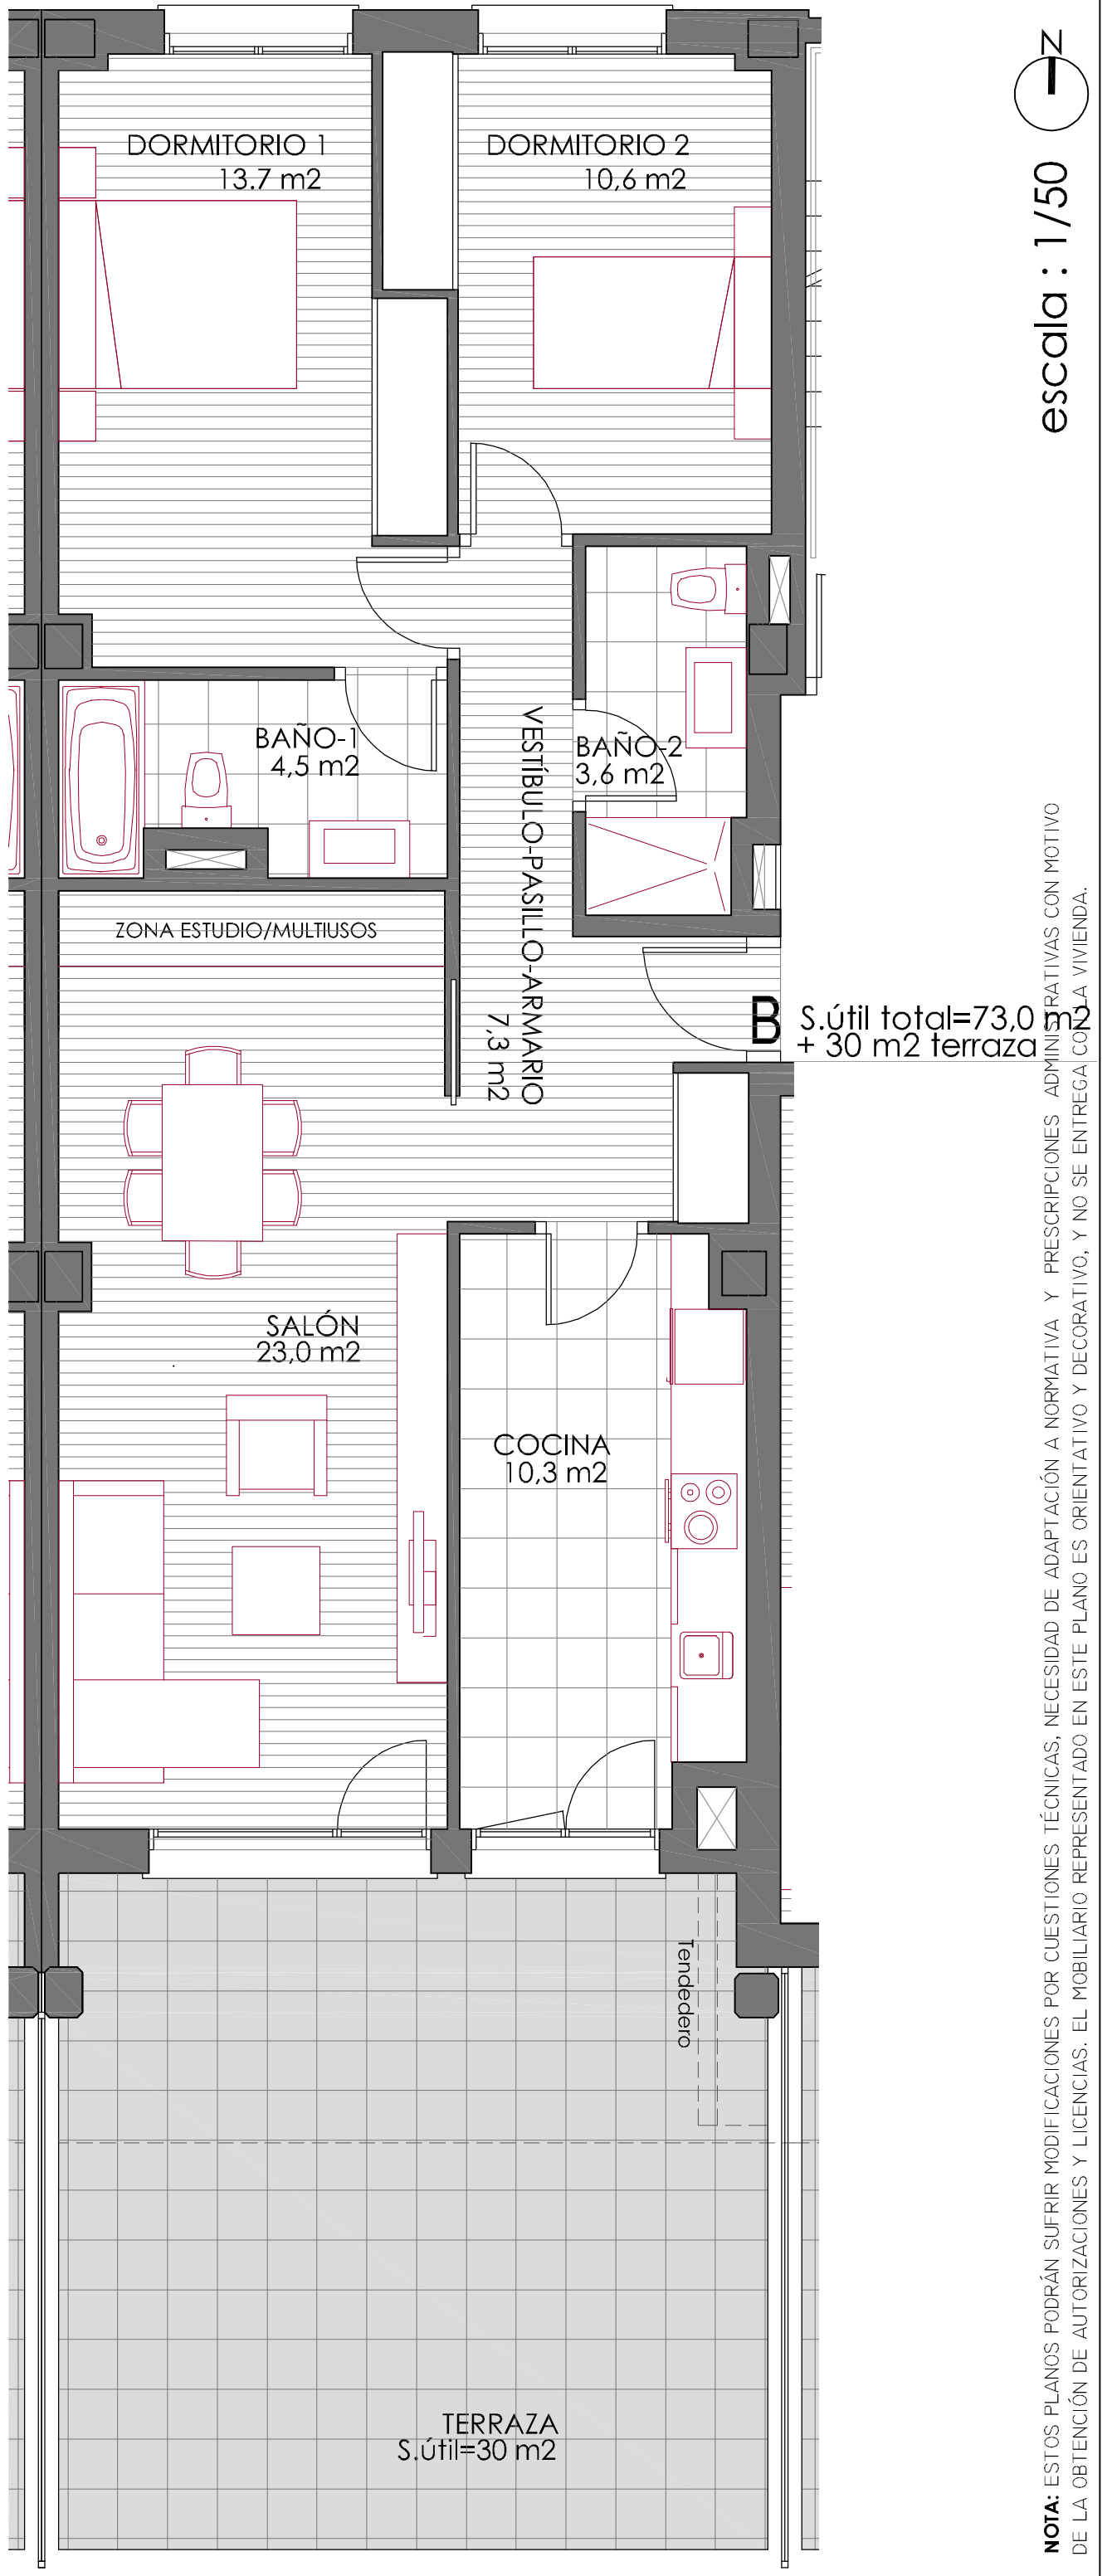 N
escala : 1/50
DORMITORIO 1
13.7 m2
DORMITORIO 2
10,6 m2
BAÑO-1
4,5 m2
BAÑO-2
3,6 m2
VESTÍBULO-PASILLO-ARMARIO
7,3 m2
ZONA ESTUDIO/MULTIUSOS
B
S.útil total=73,0 m2
+ 30 m2 terraza
SALÓN
23,0 m2
COCINA
10,3 m2
Tendedero
TERRAZA
S.útil=30 m2
NOTA: ESTOS PLANOS PODRÁN SUFRIR MODIFICACIONES POR CUESTIONES TÉCNICAS, NECESIDAD DE ADAPTACIÓN A NORMATIVA Y PRESCRIPCIONES ADMINISTRATIVAS CON MOTIVO
DE LA OBTENCIÓN DE AUTORIZACIONES Y LICENCIAS. EL MOBILIARIO REPRESENTADO EN ESTE PLANO ES ORIENTATIVO Y DECORATIVO, Y NO SE ENTREGA CON LA VIVIENDA.